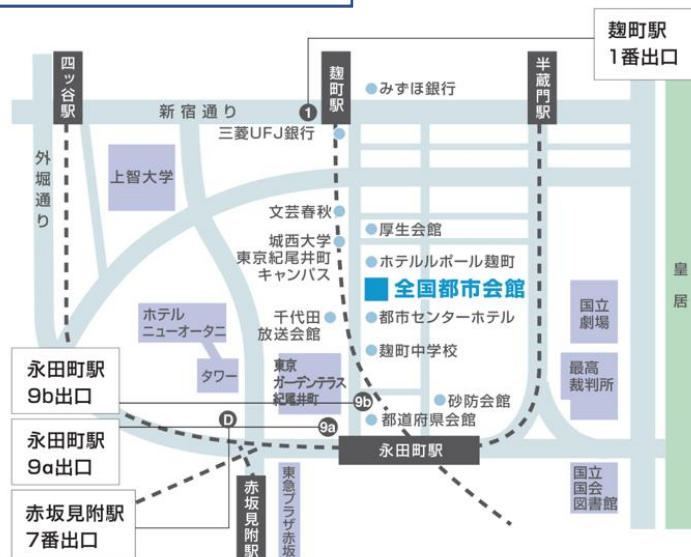 麹町駅
1番出口
四ッ谷駅
麹町駅
半蔵門駅
みずほ銀行
新宿通り
1
三菱UFJ銀行
外堀通り
上智大学
文芸春秋
厚生会館
城西大学
東京紀尾井町
キャンパス
ホテルルポール麹町
皇居
全国都市会館
ホテル
ニューオータニ
千代田
放送会館
都市センターホテル
国立
劇場
タワー
東京
ガーデンテラス
紀尾井町
麹町中学校
最高
裁判所
永田町駅
9b出口
9b
砂防会館
D
9a
都道府県会館
永田町駅
9a出口
永田町駅
赤坂見附駅
7番出口
赤坂見附駅
東急プラザ赤坂
国立
国会
図書館